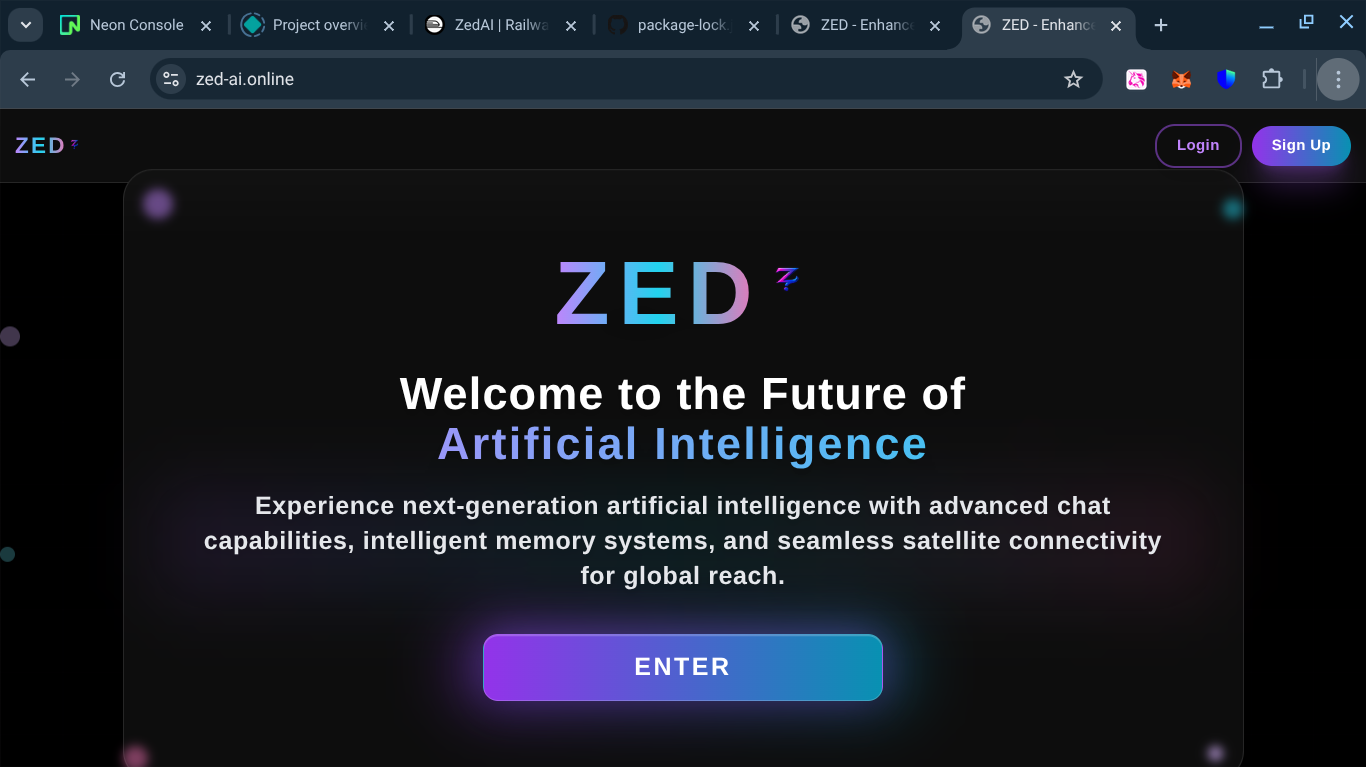 Neon Console
Project overvi
ZedAI | Railwa
package-lock.
ZED - Enhanc
ZED - Enhanc
zed-ai.online
ZED
Login
Sign Up
ZED
Welcome to the Future of
Artificial Intelligence
Experience next-generation artificial intelligence with advanced chat
capabilities, intelligent memory systems, and seamless satellite connectivity
for global reach.
ENTER